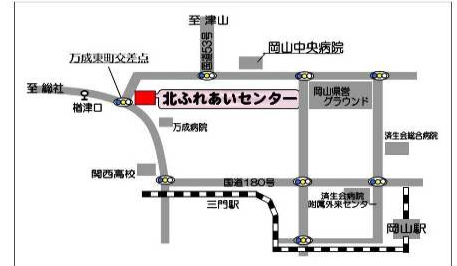 至 津山
国道53号
岡山中央病院
万成東町交差点
至 総社
楢津口
北ふれあいセンター
岡山県営
グラウンド
万成病院
済生会総合病院
関西高校
国道180号
三門駅
済生会病院
附属外来センター
岡山駅